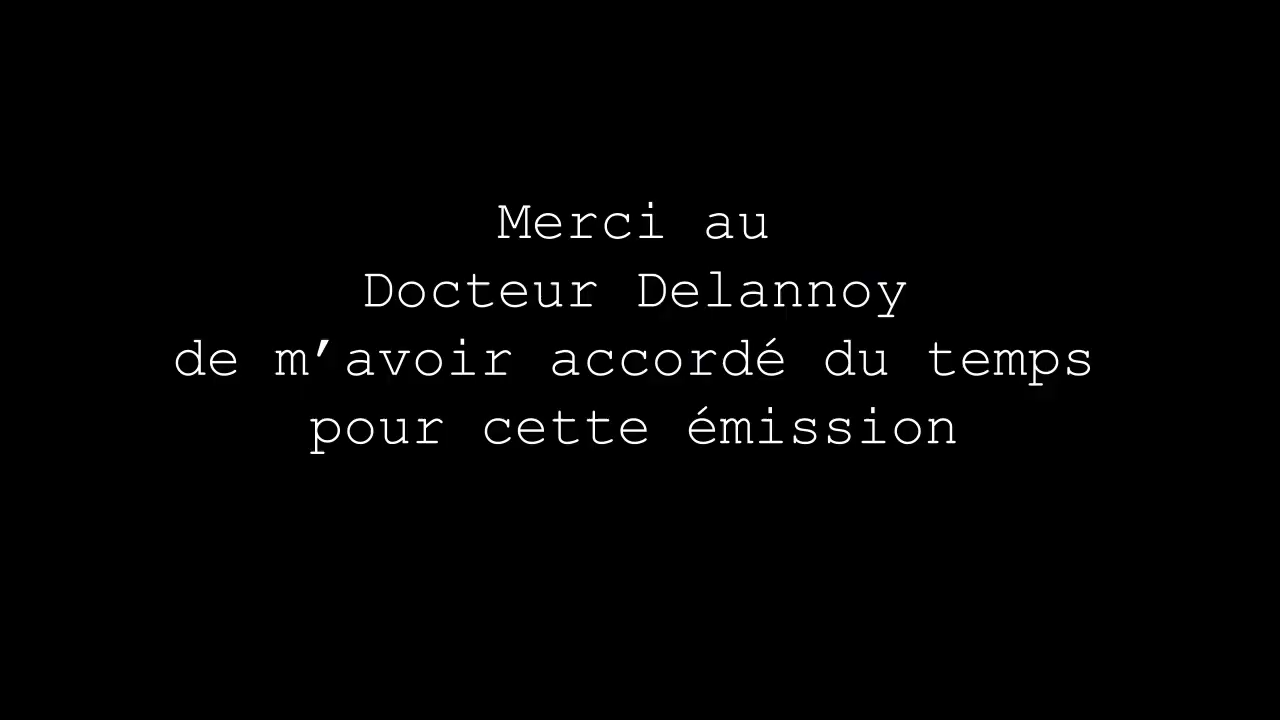 Merci au
Docteur Delannoy
de m’avoir accordé du temps
pour cette émission